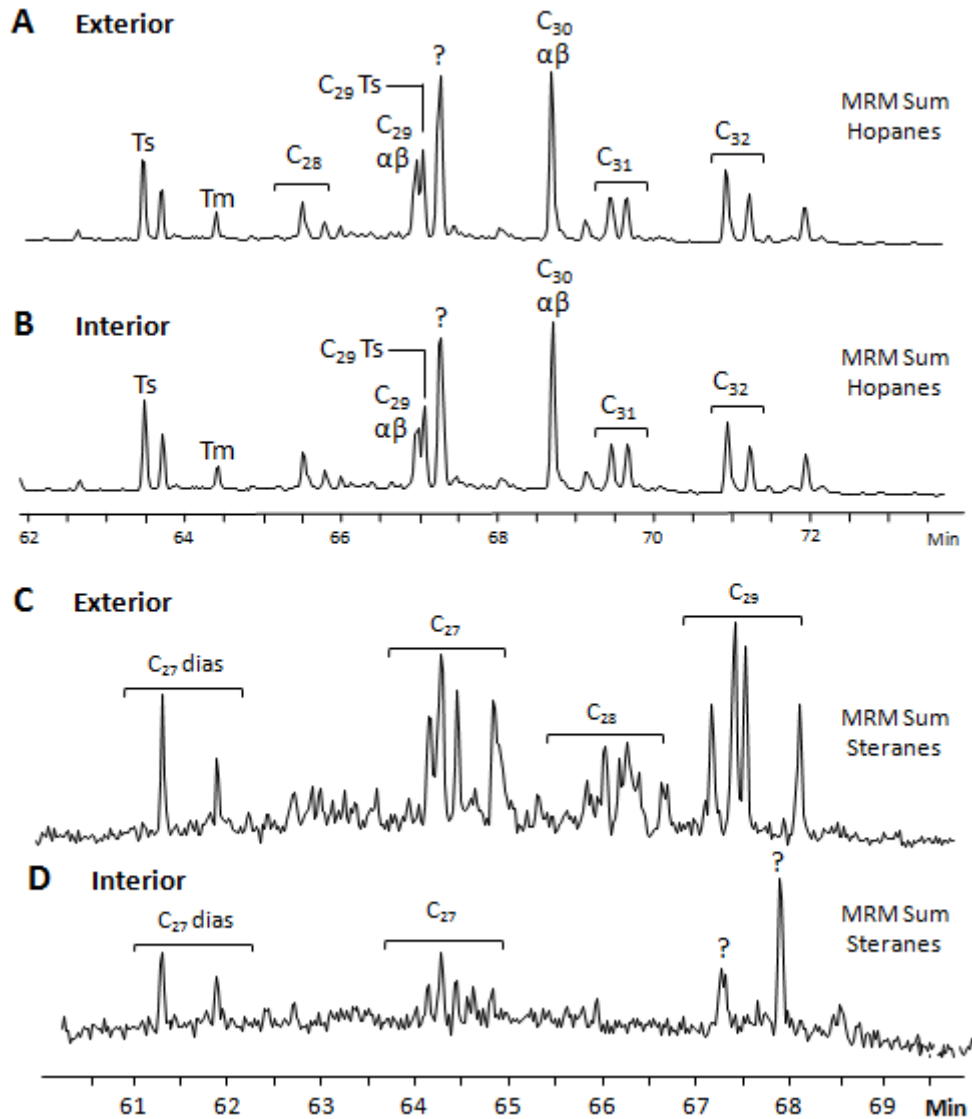 A Exterior
C₃₀
αβ
?
C₂₉ Ts
C₂₉
αβ
Ts
Tm
C₂₈
C₃₁
C₃₂
MRM Sum
Hopanes
B Interior
C₃₀
αβ
?
C₂₉ Ts
C₂₉
αβ
Ts
Tm
C₃₁
C₃₂
MRM Sum
Hopanes
62 64 66 68 70 72 Min
C Exterior
C₂₇ dias
C₂₇
C₂₈
C₂₉
MRM Sum
Steranes
D Interior
C₂₇ dias
C₂₇
?
?
MRM Sum
Steranes
61 62 63 64 65 66 67 68 69 Min